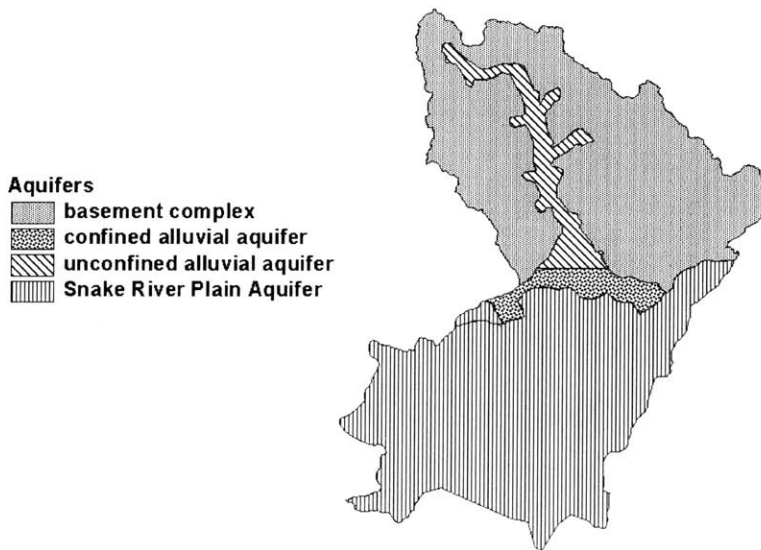 Aquifers
basement complex
confined alluvial aquifer
unconfined alluvial aquifer
Snake River Plain Aquifer